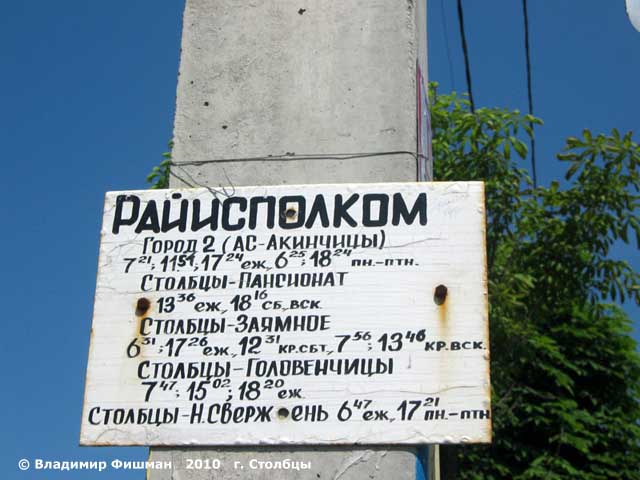 РАЙИСПОЛКОМ
ГОРОД 2 (АС-АКИНЧИЦЫ)
7²¹; 11⁵⁴; 17²⁴ ЕЖ., 6²⁵; 18²⁴ ПН.-ПТН.
СТОЛБЦЫ-ПАНСИОНАТ
13³⁶ ЕЖ., 18¹⁶ СБ., ВСК.
СТОЛБЦЫ-ЗАЯМНОЕ
6³¹; 17²⁶ ЕЖ., 12³¹ КР.СБТ., 7⁵⁶; 13⁴⁶ КР.ВСК.
СТОЛБЦЫ-ГОЛОВЕНЧИЦЫ
7⁴⁷; 15⁰²; 18²⁰ ЕЖ.
СТОЛБЦЫ-Н.СВЕРЖЕНЬ 6⁴⁷ ЕЖ., 17²¹ ПН.-ПТН
© Владимир Фишман 2010 г. Столбцы